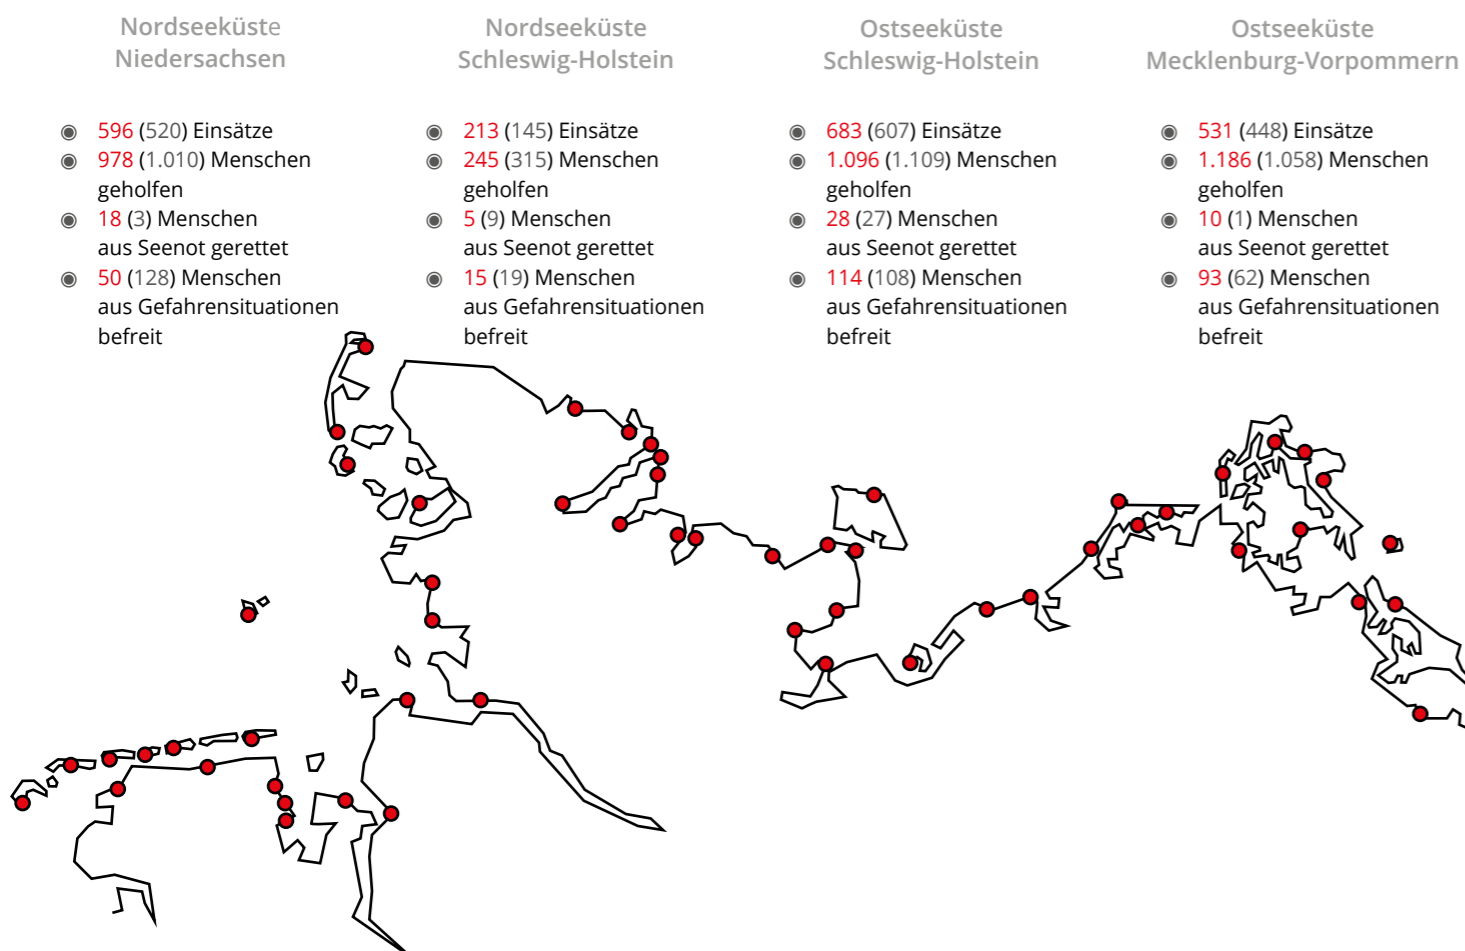 Nordseeküste
Niedersachsen
596 (520) Einsätze
978 (1.010) Menschen
geholfen
18 (3) Menschen
aus Seenot gerettet
50 (128) Menschen
aus Gefahrensituationen
befreit
Nordseeküste
Schleswig-Holstein
213 (145) Einsätze
245 (315) Menschen
geholfen
5 (9) Menschen
aus Seenot gerettet
15 (19) Menschen
aus Gefahrensituationen
befreit
Ostseeküste
Schleswig-Holstein
683 (607) Einsätze
1.096 (1.109) Menschen
geholfen
28 (27) Menschen
aus Seenot gerettet
114 (108) Menschen
aus Gefahrensituationen
befreit
Ostseeküste
Mecklenburg-Vorpommern
531 (448) Einsätze
1.186 (1.058) Menschen
geholfen
10 (1) Menschen
aus Seenot gerettet
93 (62) Menschen
aus Gefahrensituationen
befreit